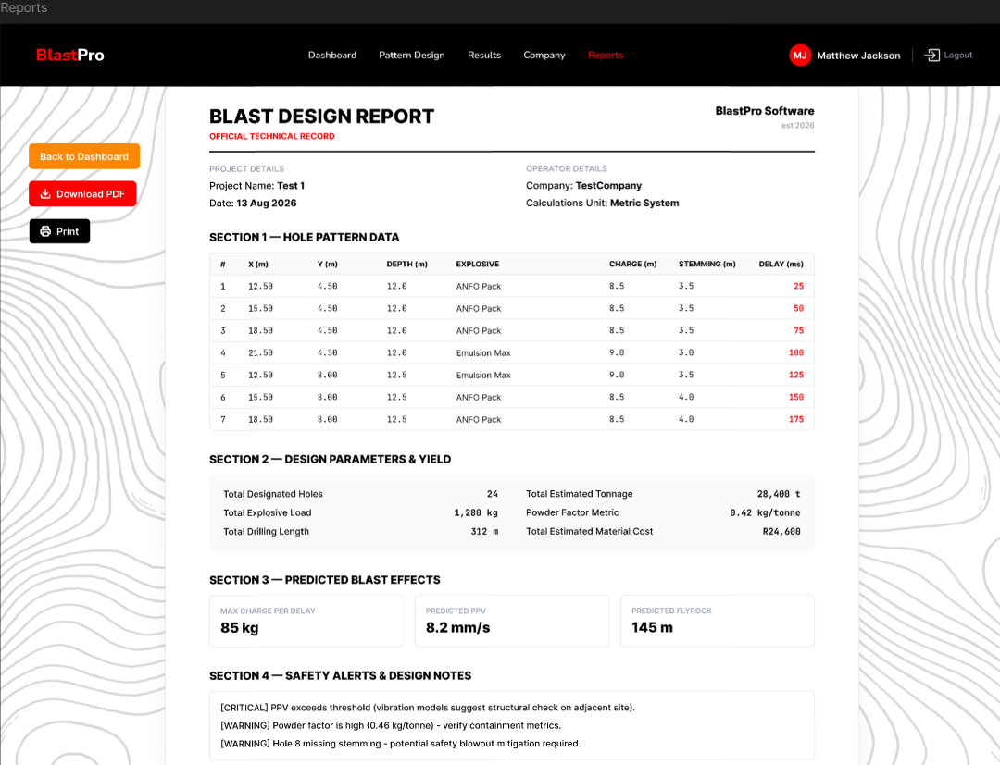 Reports
BlastPro Dashboard Pattern Design Results Company Reports MJ Matthew Jackson Logout
Back to Dashboard
Download PDF
Print
BLAST DESIGN REPORT
OFFICIAL TECHNICAL RECORD
BlastPro Software
est 2026
PROJECT DETAILS
Project Name: Test 1
Date: 13 Aug 2026
OPERATOR DETAILS
Company: TestCompany
Calculations Unit: Metric System
SECTION 1 — HOLE PATTERN DATA
# X (m) Y (m) DEPTH (m) EXPLOSIVE CHARGE (m) STEMMING (m) DELAY (ms)
1 12.50 4.50 12.0 ANFO Pack 8.5 3.5 25
2 15.50 4.50 12.0 ANFO Pack 8.5 3.5 50
3 18.50 4.50 12.0 ANFO Pack 8.5 3.5 75
4 21.50 4.50 12.0 Emulsion Max 9.0 3.0 100
5 12.50 8.00 12.5 Emulsion Max 9.0 3.5 125
6 15.50 8.00 12.5 ANFO Pack 8.5 4.0 150
7 18.50 8.00 12.5 ANFO Pack 8.5 4.0 175
SECTION 2 — DESIGN PARAMETERS & YIELD
Total Designated Holes 24 Total Estimated Tonnage 28,400 t
Total Explosive Load 1,280 kg Powder Factor Metric 0.42 kg/tonne
Total Drilling Length 312 m Total Estimated Material Cost R24,600
SECTION 3 — PREDICTED BLAST EFFECTS
MAX CHARGE PER DELAY
85 kg
PREDICTED PPV
8.2 mm/s
PREDICTED FLYROCK
145 m
SECTION 4 — SAFETY ALERTS & DESIGN NOTES
[CRITICAL] PPV exceeds threshold (vibration models suggest structural check on adjacent site).
[WARNING] Powder factor is high (0.46 kg/tonne) - verify containment metrics.
[WARNING] Hole 8 missing stemming - potential safety blowout mitigation required.